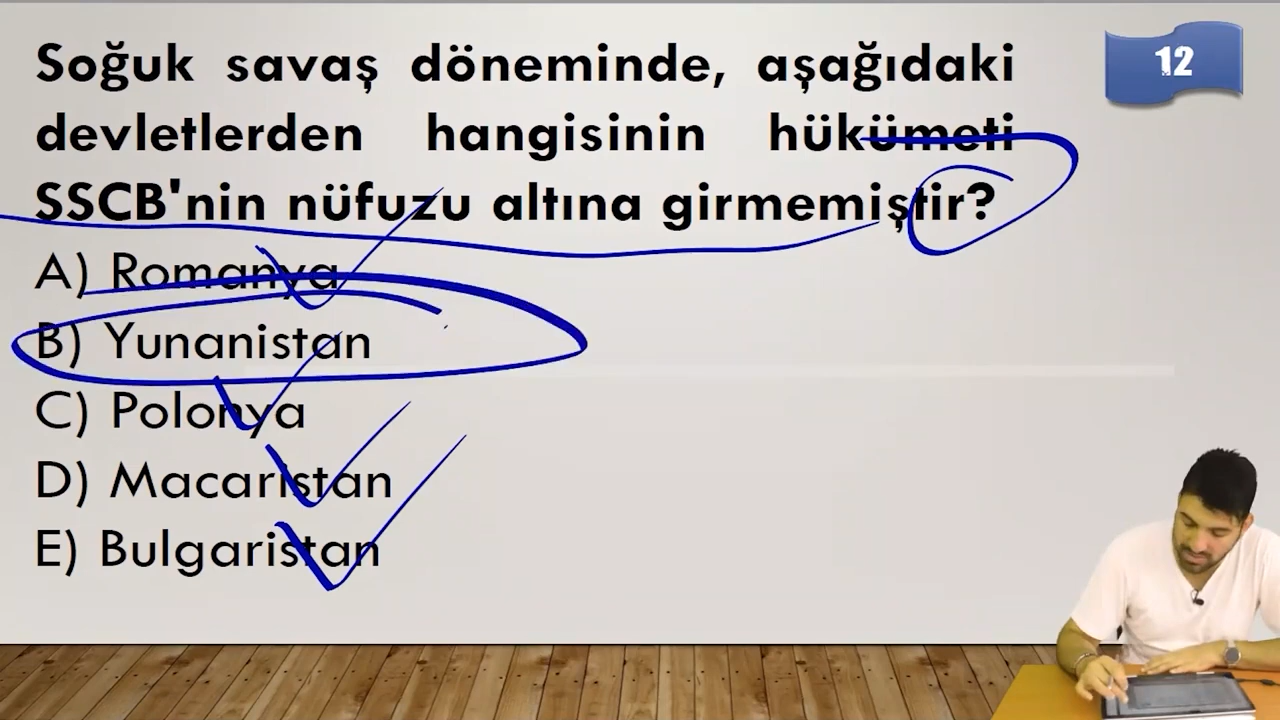 12
Soğuk savaş döneminde, aşağıdaki
devletlerden hangisinin hükümeti
SSCB'nin nüfuzu altına girmemiştir?
A) Romanya
B) Yunanistan
C) Polonya
D) Macaristan
E) Bulgaristan